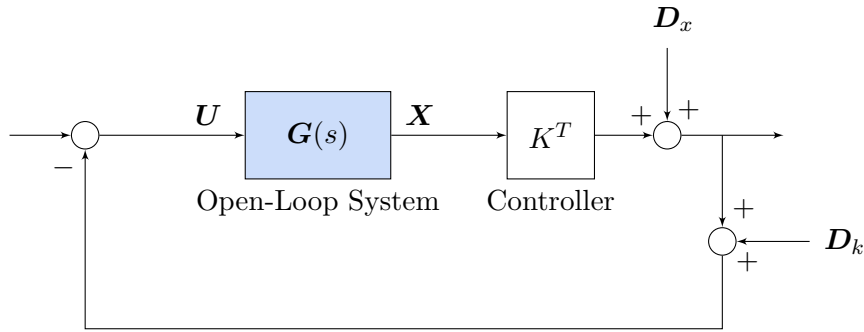 D_x
U
G(s)
X
K^T
+
+
Open-Loop System
Controller
−
+
D_k
+